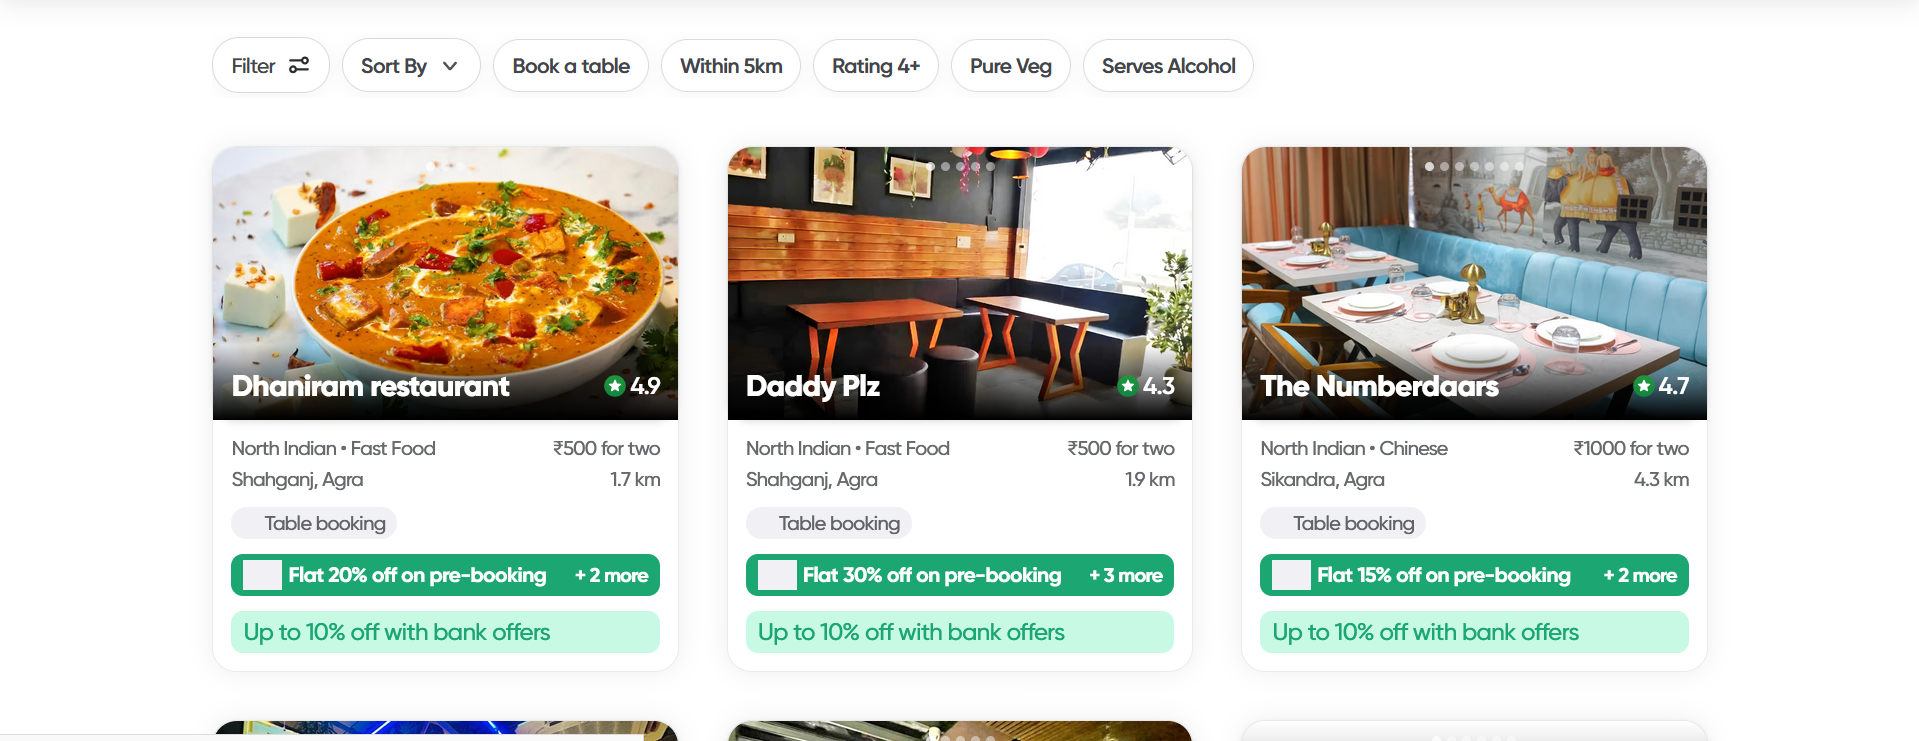 Filter
Sort By
Book a table
Within 5km
Rating 4+
Pure Veg
Serves Alcohol
Dhaniram restaurant
4.9
North Indian • Fast Food
₹500 for two
Shahganj, Agra
1.7 km
Table booking
Flat 20% off on pre-booking
+ 2 more
Up to 10% off with bank offers
Daddy Plz
4.3
North Indian • Fast Food
₹500 for two
Shahganj, Agra
1.9 km
Table booking
Flat 30% off on pre-booking
+ 3 more
Up to 10% off with bank offers
The Numberdaars
4.7
North Indian • Chinese
₹1000 for two
Sikandra, Agra
4.3 km
Table booking
Flat 15% off on pre-booking
+ 2 more
Up to 10% off with bank offers